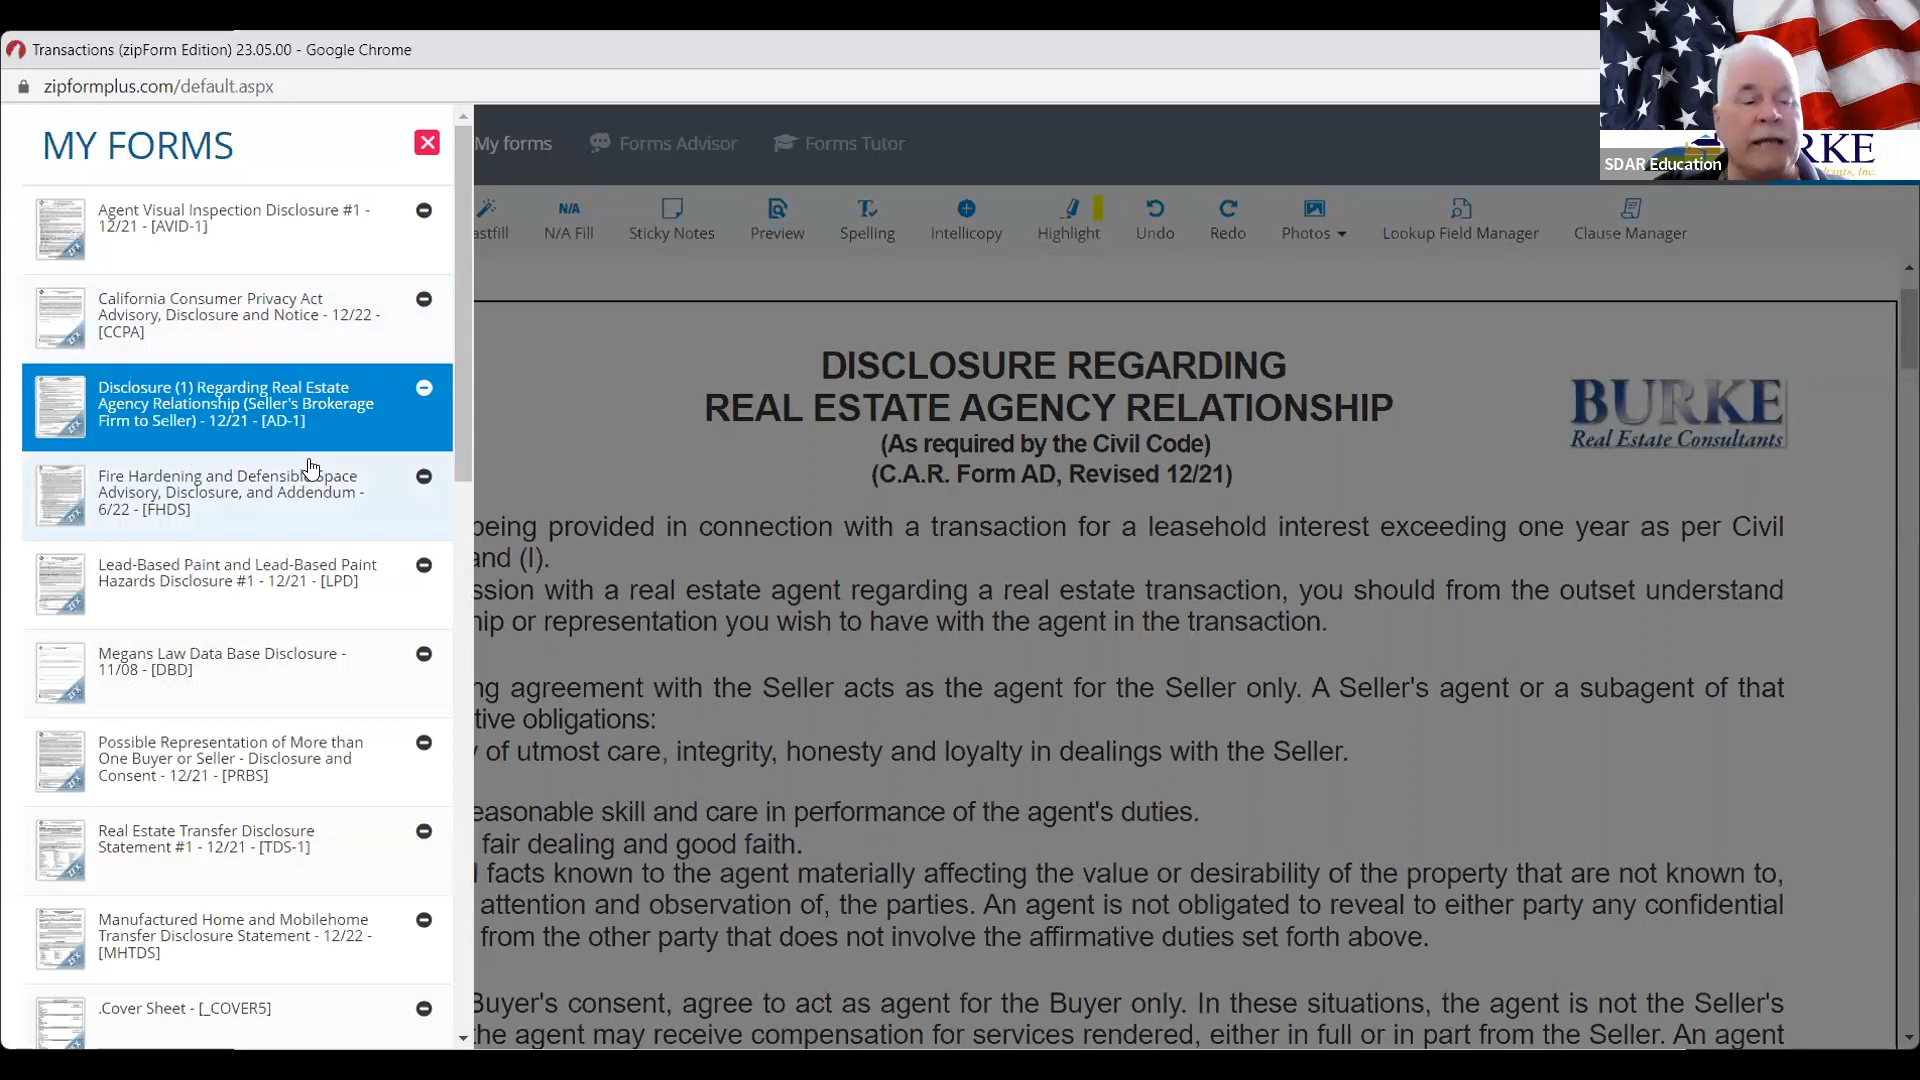 Transactions (zipForm Edition) 23.05.00 - Google Chrome
zipformplus.com/default.aspx
MY FORMS
Agent Visual Inspection Disclosure #1 -
12/21 - [AVID-1]
California Consumer Privacy Act
Advisory, Disclosure and Notice - 12/22 -
[CCPA]
Disclosure (1) Regarding Real Estate
Agency Relationship (Seller's Brokerage
Firm to Seller) - 12/21 - [AD-1]
Fire Hardening and Defensible Space
Advisory, Disclosure, and Addendum -
6/22 - [FHDS]
Lead-Based Paint and Lead-Based Paint
Hazards Disclosure #1 - 12/21 - [LPD]
Megans Law Data Base Disclosure -
11/08 - [DBD]
Possible Representation of More than
One Buyer or Seller - Disclosure and
Consent - 12/21 - [PRBS]
Real Estate Transfer Disclosure
Statement #1 - 12/21 - [TDS-1]
Manufactured Home and Mobilehome
Transfer Disclosure Statement - 12/22 -
[MHTDS]
.Cover Sheet - [_COVER5]
My forms Forms Advisor Forms Tutor
astfill N/A Fill Sticky Notes Preview Spelling Intellicopy Highlight Undo Redo Photos Lookup Field Manager Clause Manager
DISCLOSURE REGARDING
REAL ESTATE AGENCY RELATIONSHIP
(As required by the Civil Code)
(C.A.R. Form AD, Revised 12/21)
BURKE
Real Estate Consultants
being provided in connection with a transaction for a leasehold interest exceeding one year as per Civil
and (l).
ssion with a real estate agent regarding a real estate transaction, you should from the outset understand
ip or representation you wish to have with the agent in the transaction.
ng agreement with the Seller acts as the agent for the Seller only. A Seller's agent or a subagent of that
tive obligations:
y of utmost care, integrity, honesty and loyalty in dealings with the Seller.
easonable skill and care in performance of the agent's duties.
fair dealing and good faith.
l facts known to the agent materially affecting the value or desirability of the property that are not known to,
attention and observation of, the parties. An agent is not obligated to reveal to either party any confidential
from the other party that does not involve the affirmative duties set forth above.
Buyer's consent, agree to act as agent for the Buyer only. In these situations, the agent is not the Seller's
the agent may receive compensation for services rendered, either in full or in part from the Seller. An agent
SDAR Education
RKE
ltants, Inc.